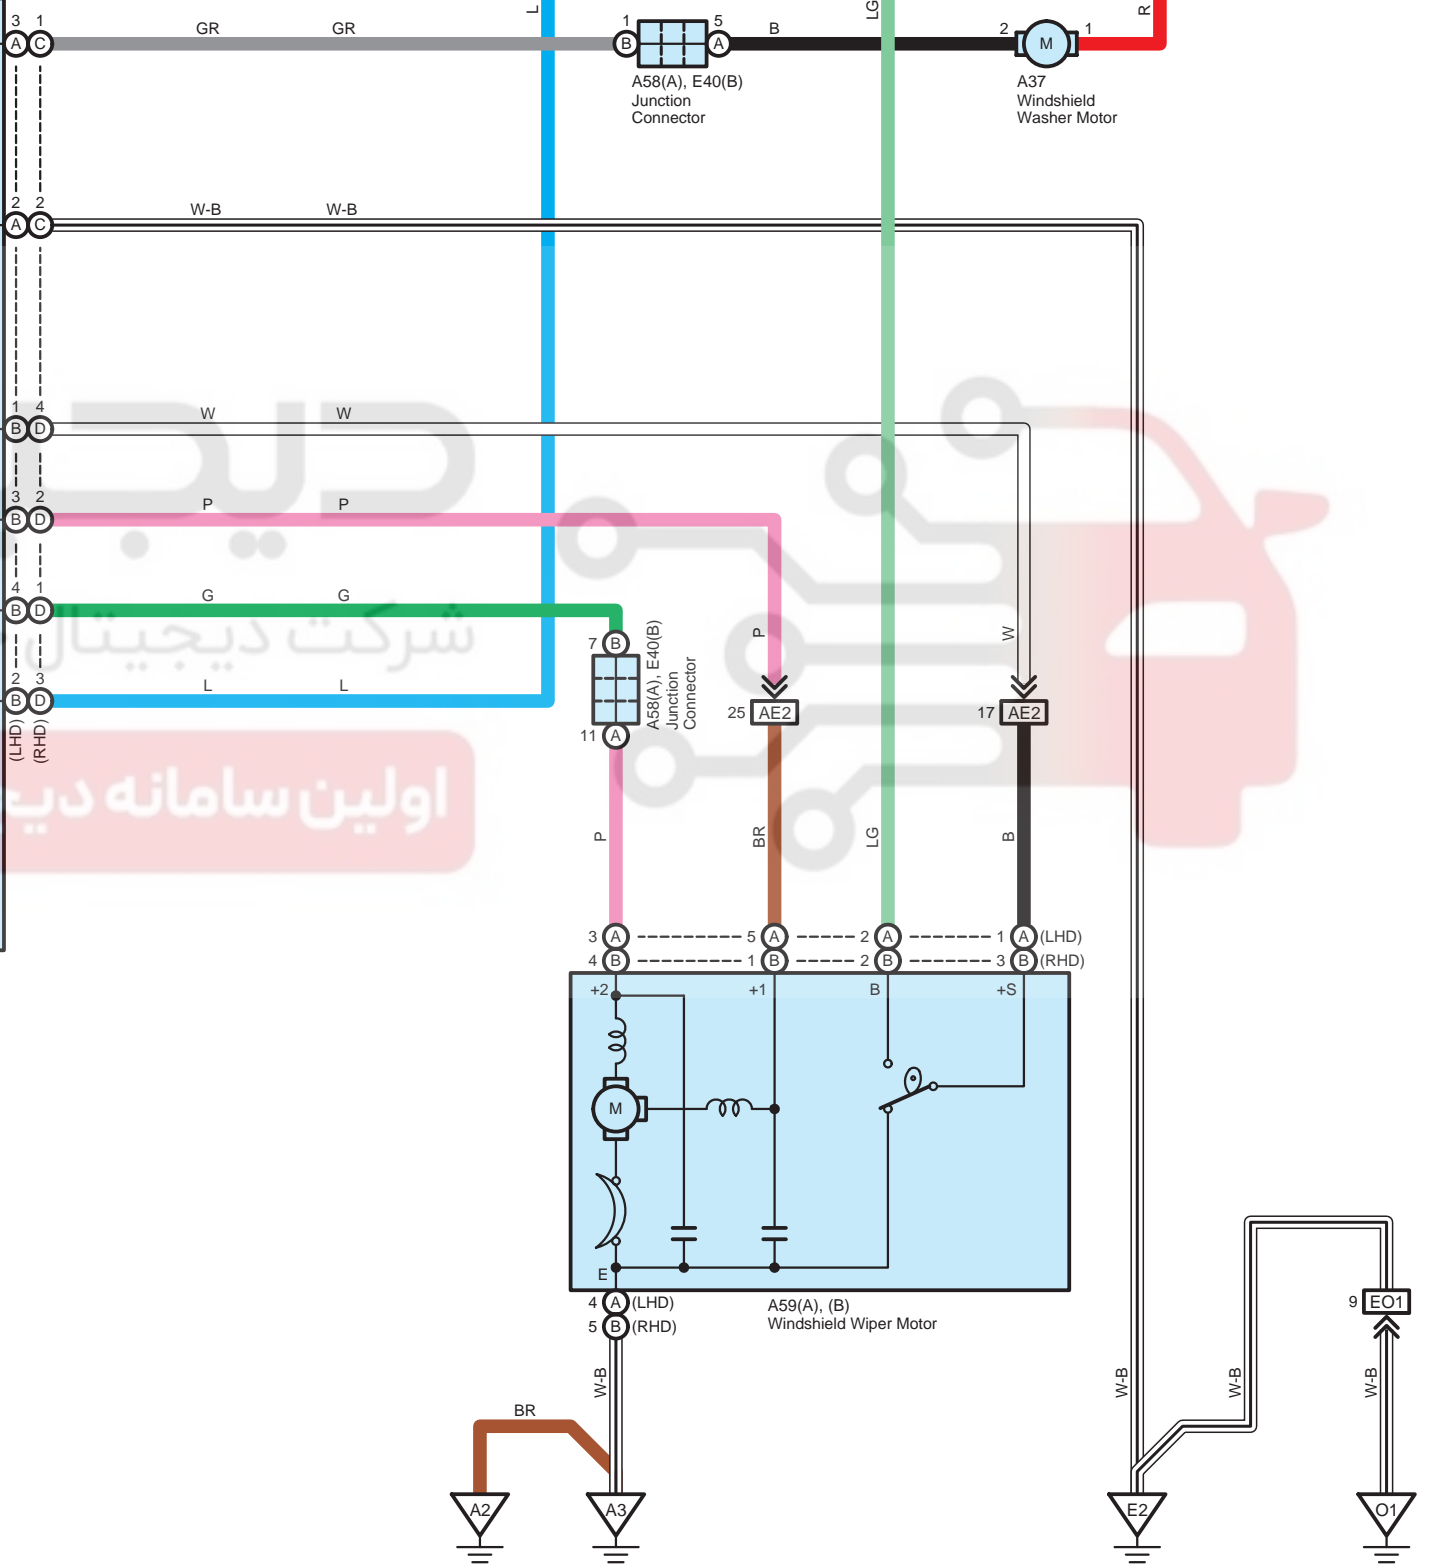 L
LG
R
3 1
A C
GR GR
1
B
5
A
B
2
M
1
A58(A), E40(B)
Junction
Connector
A37
Windshield
Washer Motor
2 2
A C
W-B W-B
1 4
B D
W W
دیجـ
3 2
B D
P P
4 1
B D
G G
شرکت دیجیتال
7
B
A58(A), E40(B)
Junction
Connector
P
W
2 3
B D
L L
(LHD)
(RHD)
11
A
25 AE2
17 AE2
اولین سامانه دیجـ
P
BR
LG
B
3 A 5 A 2 A 1 A (LHD)
4 B 1 B 2 B 3 B (RHD)
+2 +1 B +S
M
E
4 A (LHD)
5 B (RHD)
A59(A), (B)
Windshield Wiper Motor
9 EO1
W-B
W-B
W-B
W-B
BR
A2
A3
E2
O1